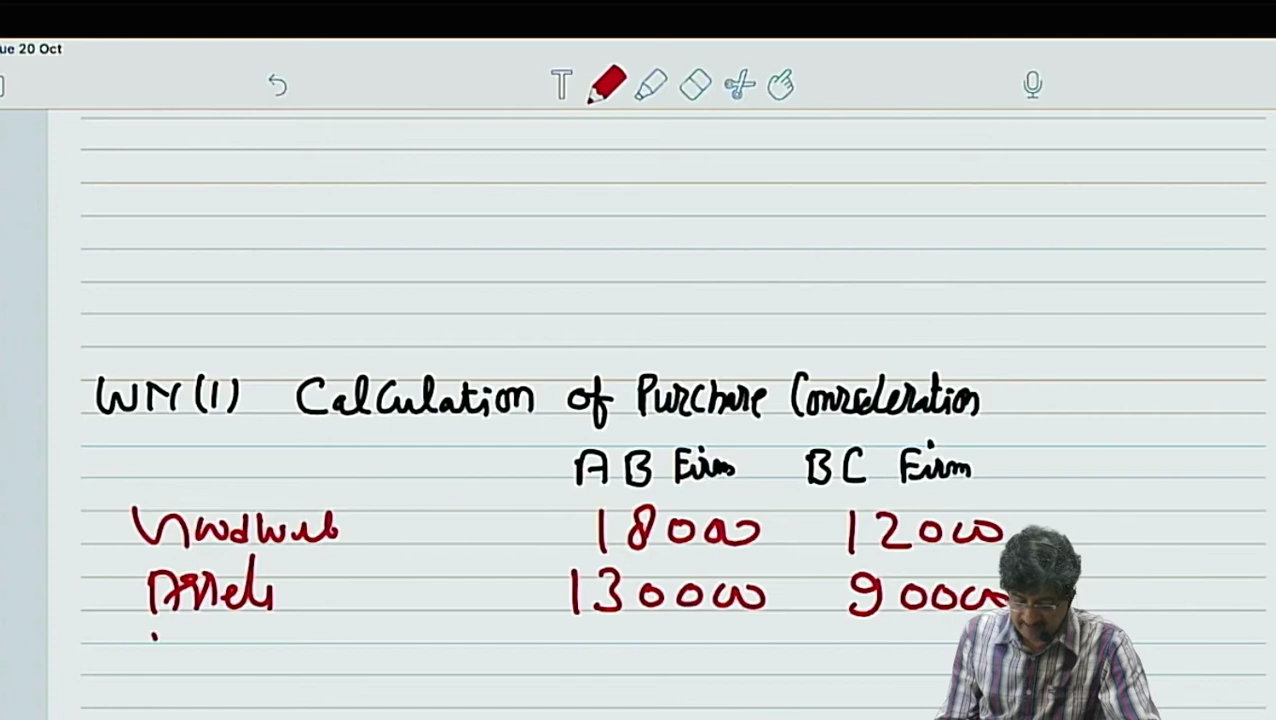 ue 20 Oct
T
WN(1) Calculation of Purchase Consideration
AB Firm BC Firm
Goodwill 18000 12000
Assets 130000 90000